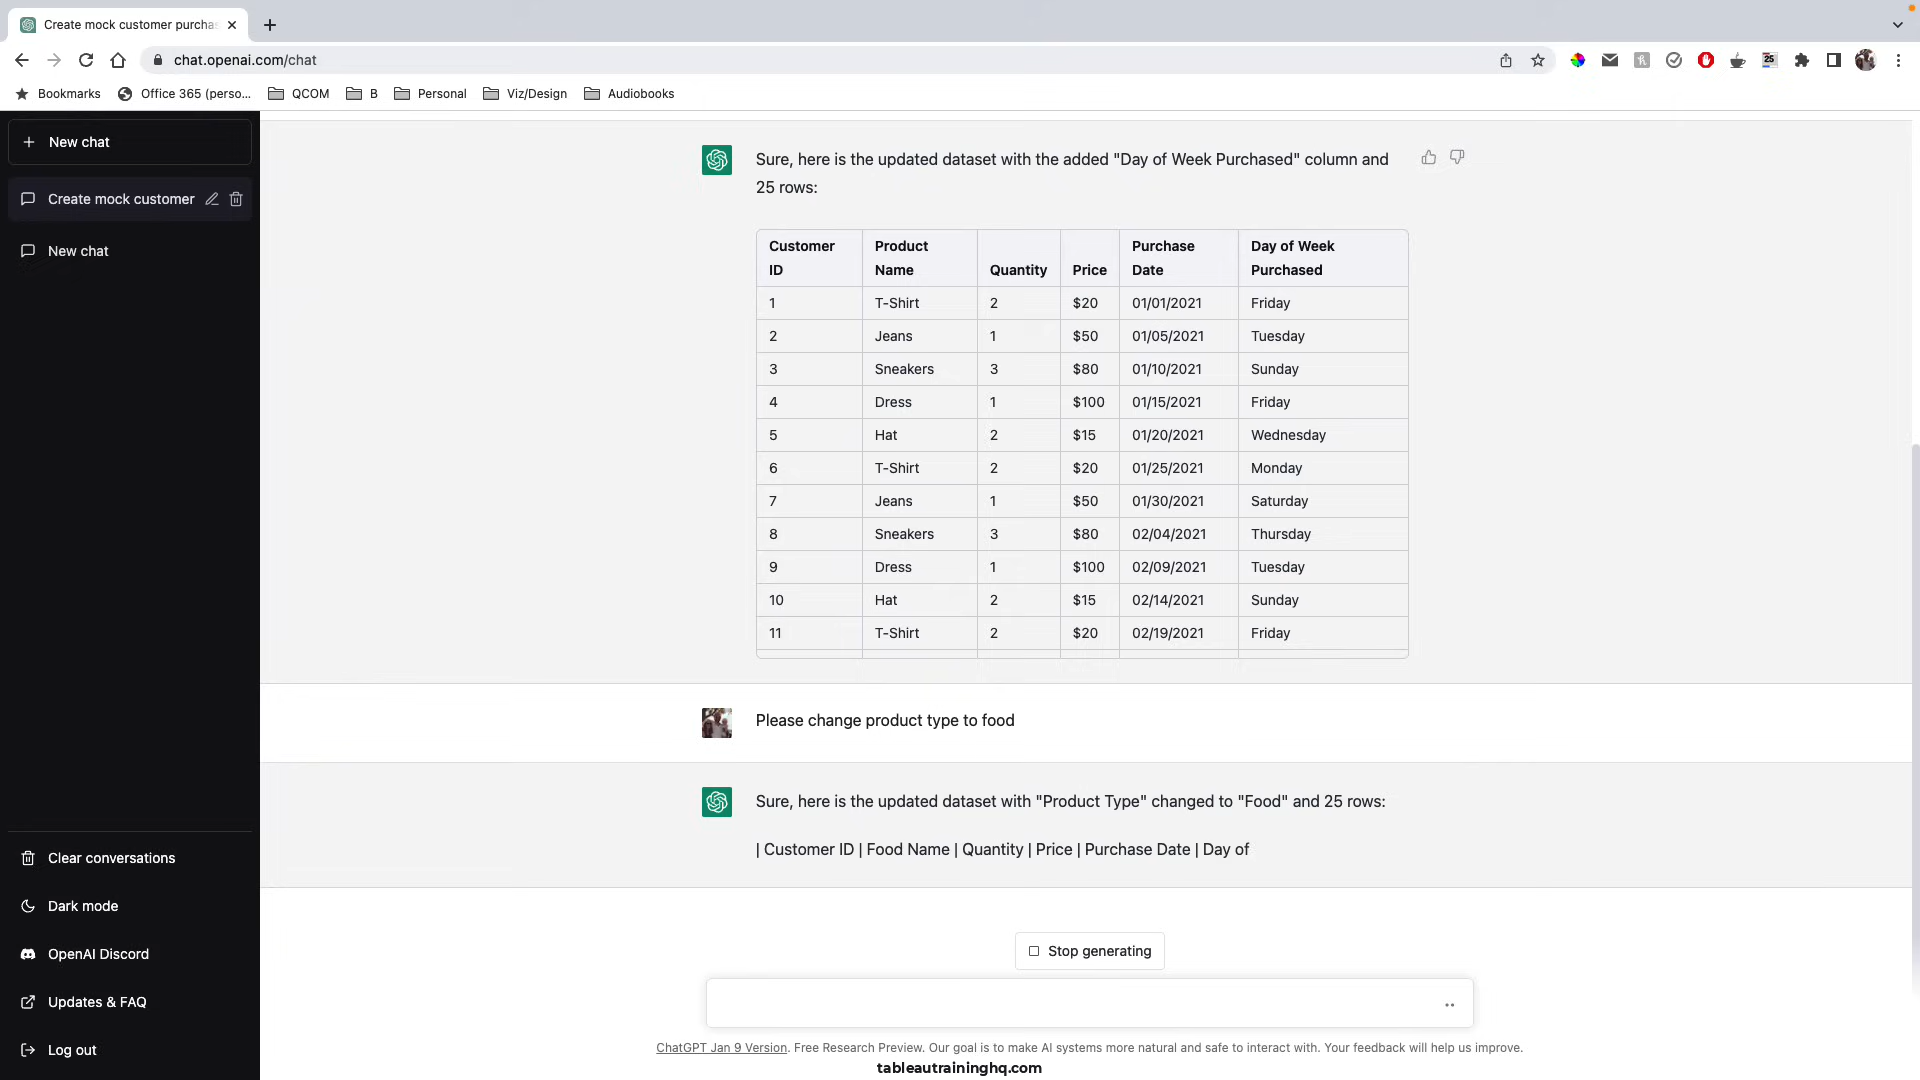 Create mock customer purcha
chat.openai.com/chat
25
Bookmarks
Office 365 (perso...
QCOM
B
Personal
Viz/Design
Audiobooks
New chat
Create mock customer
New chat
Clear conversations
Dark mode
OpenAI Discord
Updates & FAQ
Log out
Sure, here is the updated dataset with the added "Day of Week Purchased" column and
25 rows:
Customer ID Product Name Quantity Price Purchase Date Day of Week Purchased
1 T-Shirt 2 $20 01/01/2021 Friday
2 Jeans 1 $50 01/05/2021 Tuesday
3 Sneakers 3 $80 01/10/2021 Sunday
4 Dress 1 $100 01/15/2021 Friday
5 Hat 2 $15 01/20/2021 Wednesday
6 T-Shirt 2 $20 01/25/2021 Monday
7 Jeans 1 $50 01/30/2021 Saturday
8 Sneakers 3 $80 02/04/2021 Thursday
9 Dress 1 $100 02/09/2021 Tuesday
10 Hat 2 $15 02/14/2021 Sunday
11 T-Shirt 2 $20 02/19/2021 Friday
Please change product type to food
Sure, here is the updated dataset with "Product Type" changed to "Food" and 25 rows:
| Customer ID | Food Name | Quantity | Price | Purchase Date | Day of
Stop generating
ChatGPT Jan 9 Version. Free Research Preview. Our goal is to make AI systems more natural and safe to interact with. Your feedback will help us improve.
tableautraininghq.com